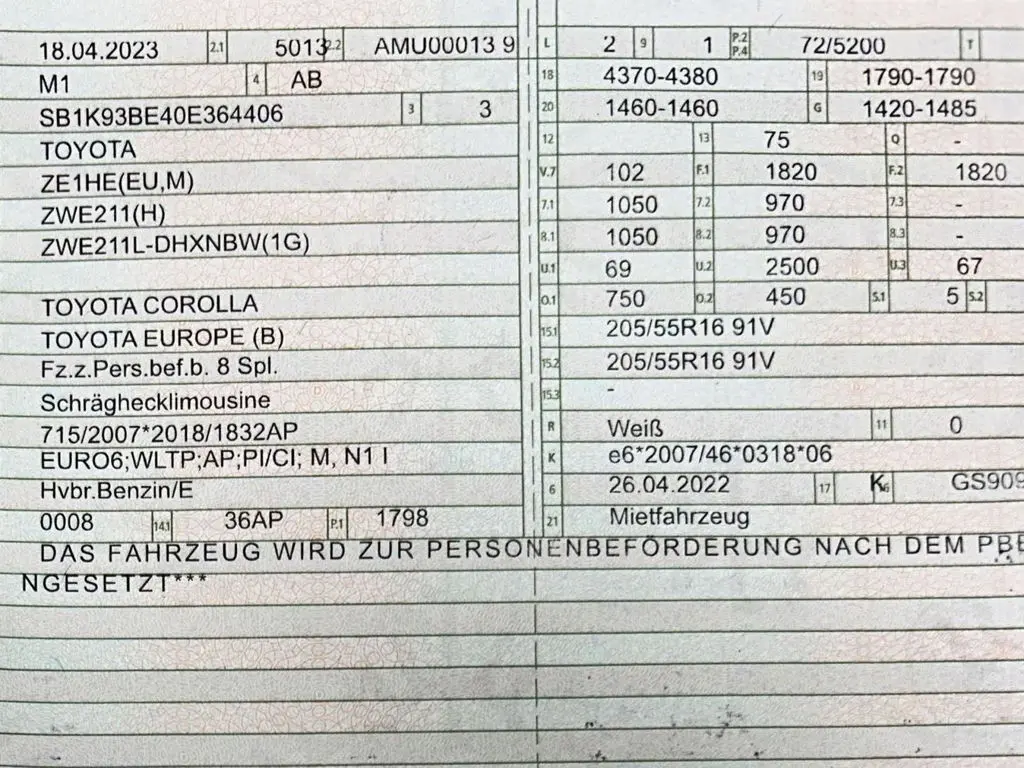 18.04.2023 2.1 5013 2.2 AMU00013 9
M1 4 AB
SB1K93BE40E364406 3 3
TOYOTA
ZE1HE(EU,M)
ZWE211(H)
ZWE211L-DHXNBW(1G)
TOYOTA COROLLA
TOYOTA EUROPE (B)
Fz.z.Pers.bef.b. 8 Spl.
Schräghecklimousine
715/2007*2018/1832AP
EURO6;WLTP;AP;PI/CI; M, N1 I
Hybr.Benzin/E
0008 14.1 36AP P.1 1798
L 2 9 1 P.2 P.4 72/5200 T
18 4370-4380 19 1790-1790
20 1460-1460 G 1420-1485
12 13 75 Q -
V.7 102 F.1 1820 F.2 1820
7.1 1050 7.2 970 7.3 -
8.1 1050 8.2 970 8.3 -
U.1 69 U.2 2500 U.3 67
O.1 750 O.2 450 S.1 5 S.2
15.1 205/55R16 91V
15.2 205/55R16 91V
15.3 -
R Weiß 11 0
K e6*2007/46*0318*06
6 26.04.2022 17 K 16 GS909
21 Mietfahrzeug
DAS FAHRZEUG WIRD ZUR PERSONENBEFÖRDERUNG NACH DEM PBE
NGESETZT***